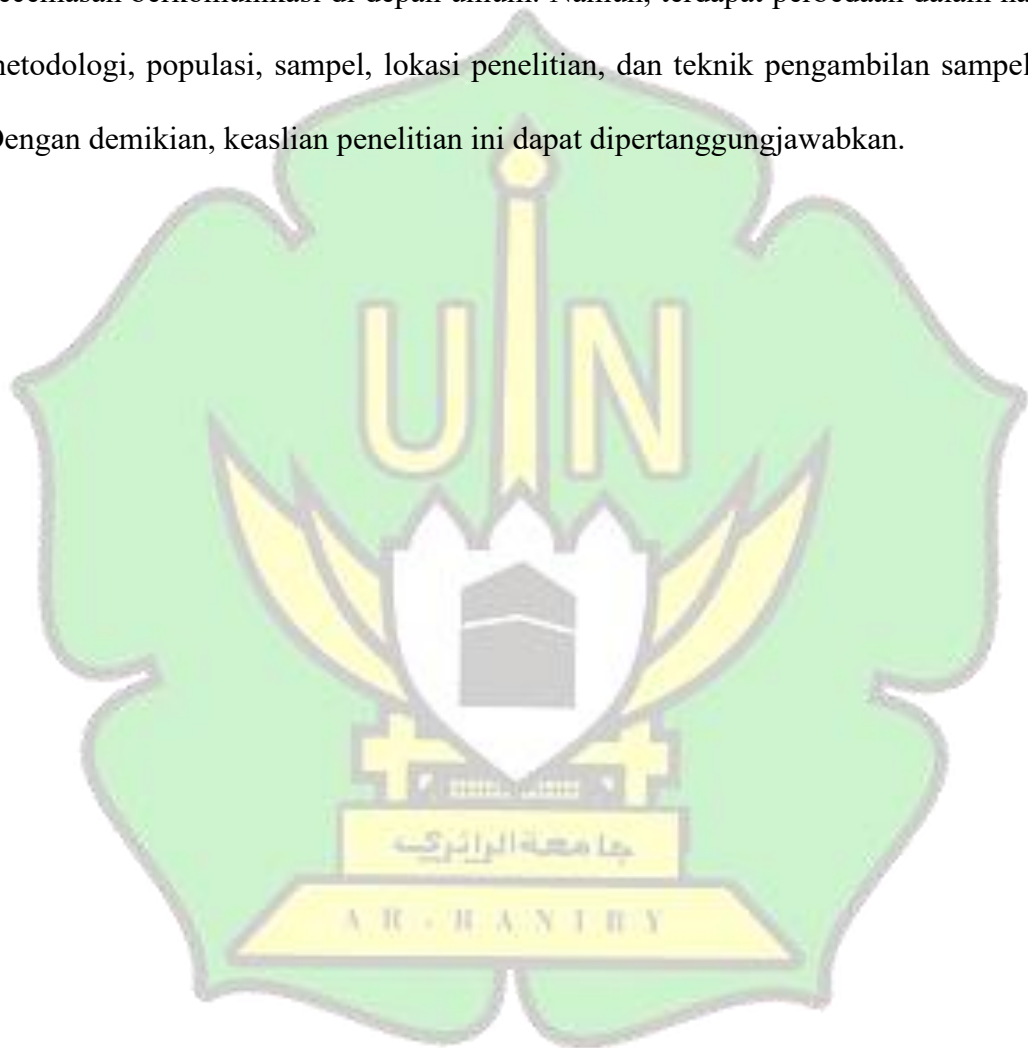 kecemasan berkomunikasi di depan umum. Namun, terdapat perbedaan dalam ha
metodologi, populasi, sampel, lokasi penelitian, dan teknik pengambilan sampel
Dengan demikian, keaslian penelitian ini dapat dipertanggungjawabkan.
UIN
جامعة الرانري
AR-RANIRY